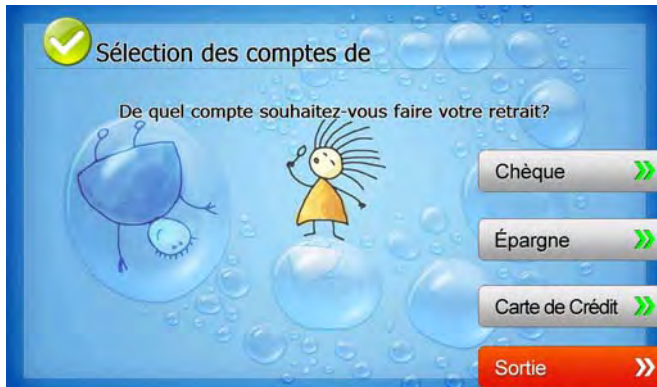 Sélection des comptes de
De quel compte souhaitez-vous faire votre retrait?
Chèque
Épargne
Carte de Crédit
Sortie